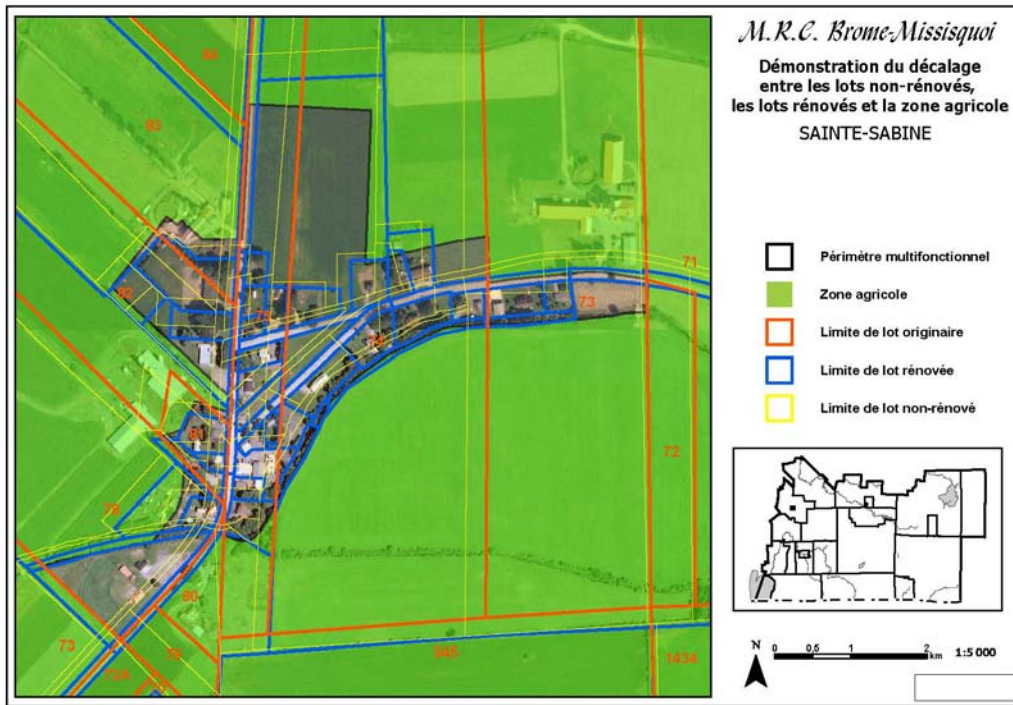 M.R.C. Brome-Missisquoi
Démonstration du décalage
entre les lots non-rénovés,
les lots rénovés et la zone agricole
SAINTE-SABINE
Périmètre multifonctionnel
Zone agricole
Limite de lot originaire
Limite de lot rénovée
Limite de lot non-rénové
N
0 0,5 1 2
km
1:5 000
84
83
82
71
73
74
81
72
79
80
73
845
1434